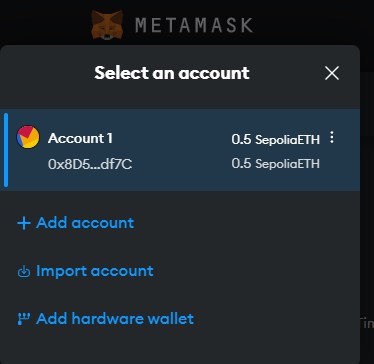 METAMASK
Select an account
Account 1
0.5 SepoliaETH
0x8D5...df7C
0.5 SepoliaETH
+ Add account
Import account
Add hardware wallet